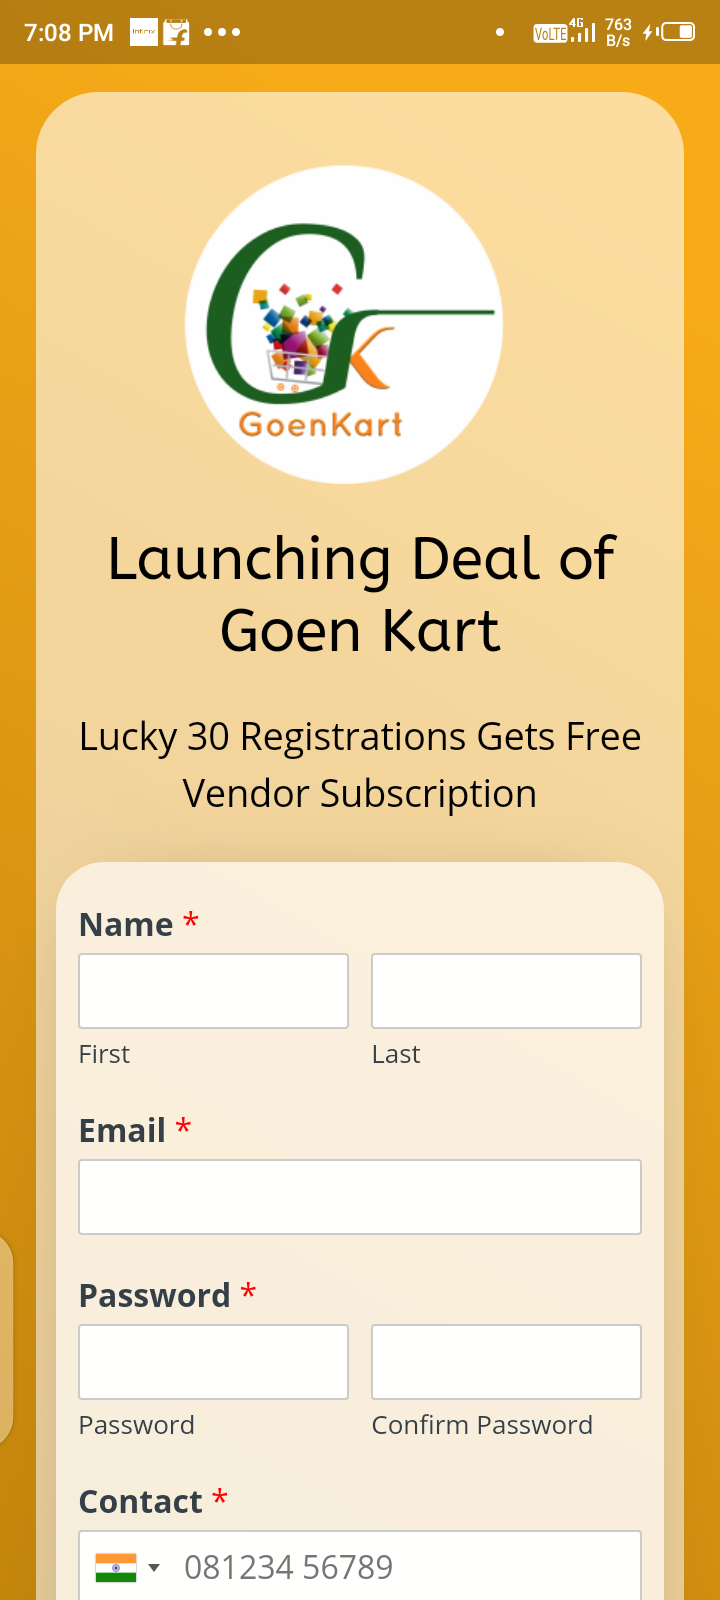 7:08 PM
Infinix
VoLTE 4G 763 B/s
GK
GoenKart
Launching Deal of
Goen Kart
Lucky 30 Registrations Gets Free
Vendor Subscription
Name *
First Last
Email *
Password *
Password Confirm Password
Contact *
081234 56789